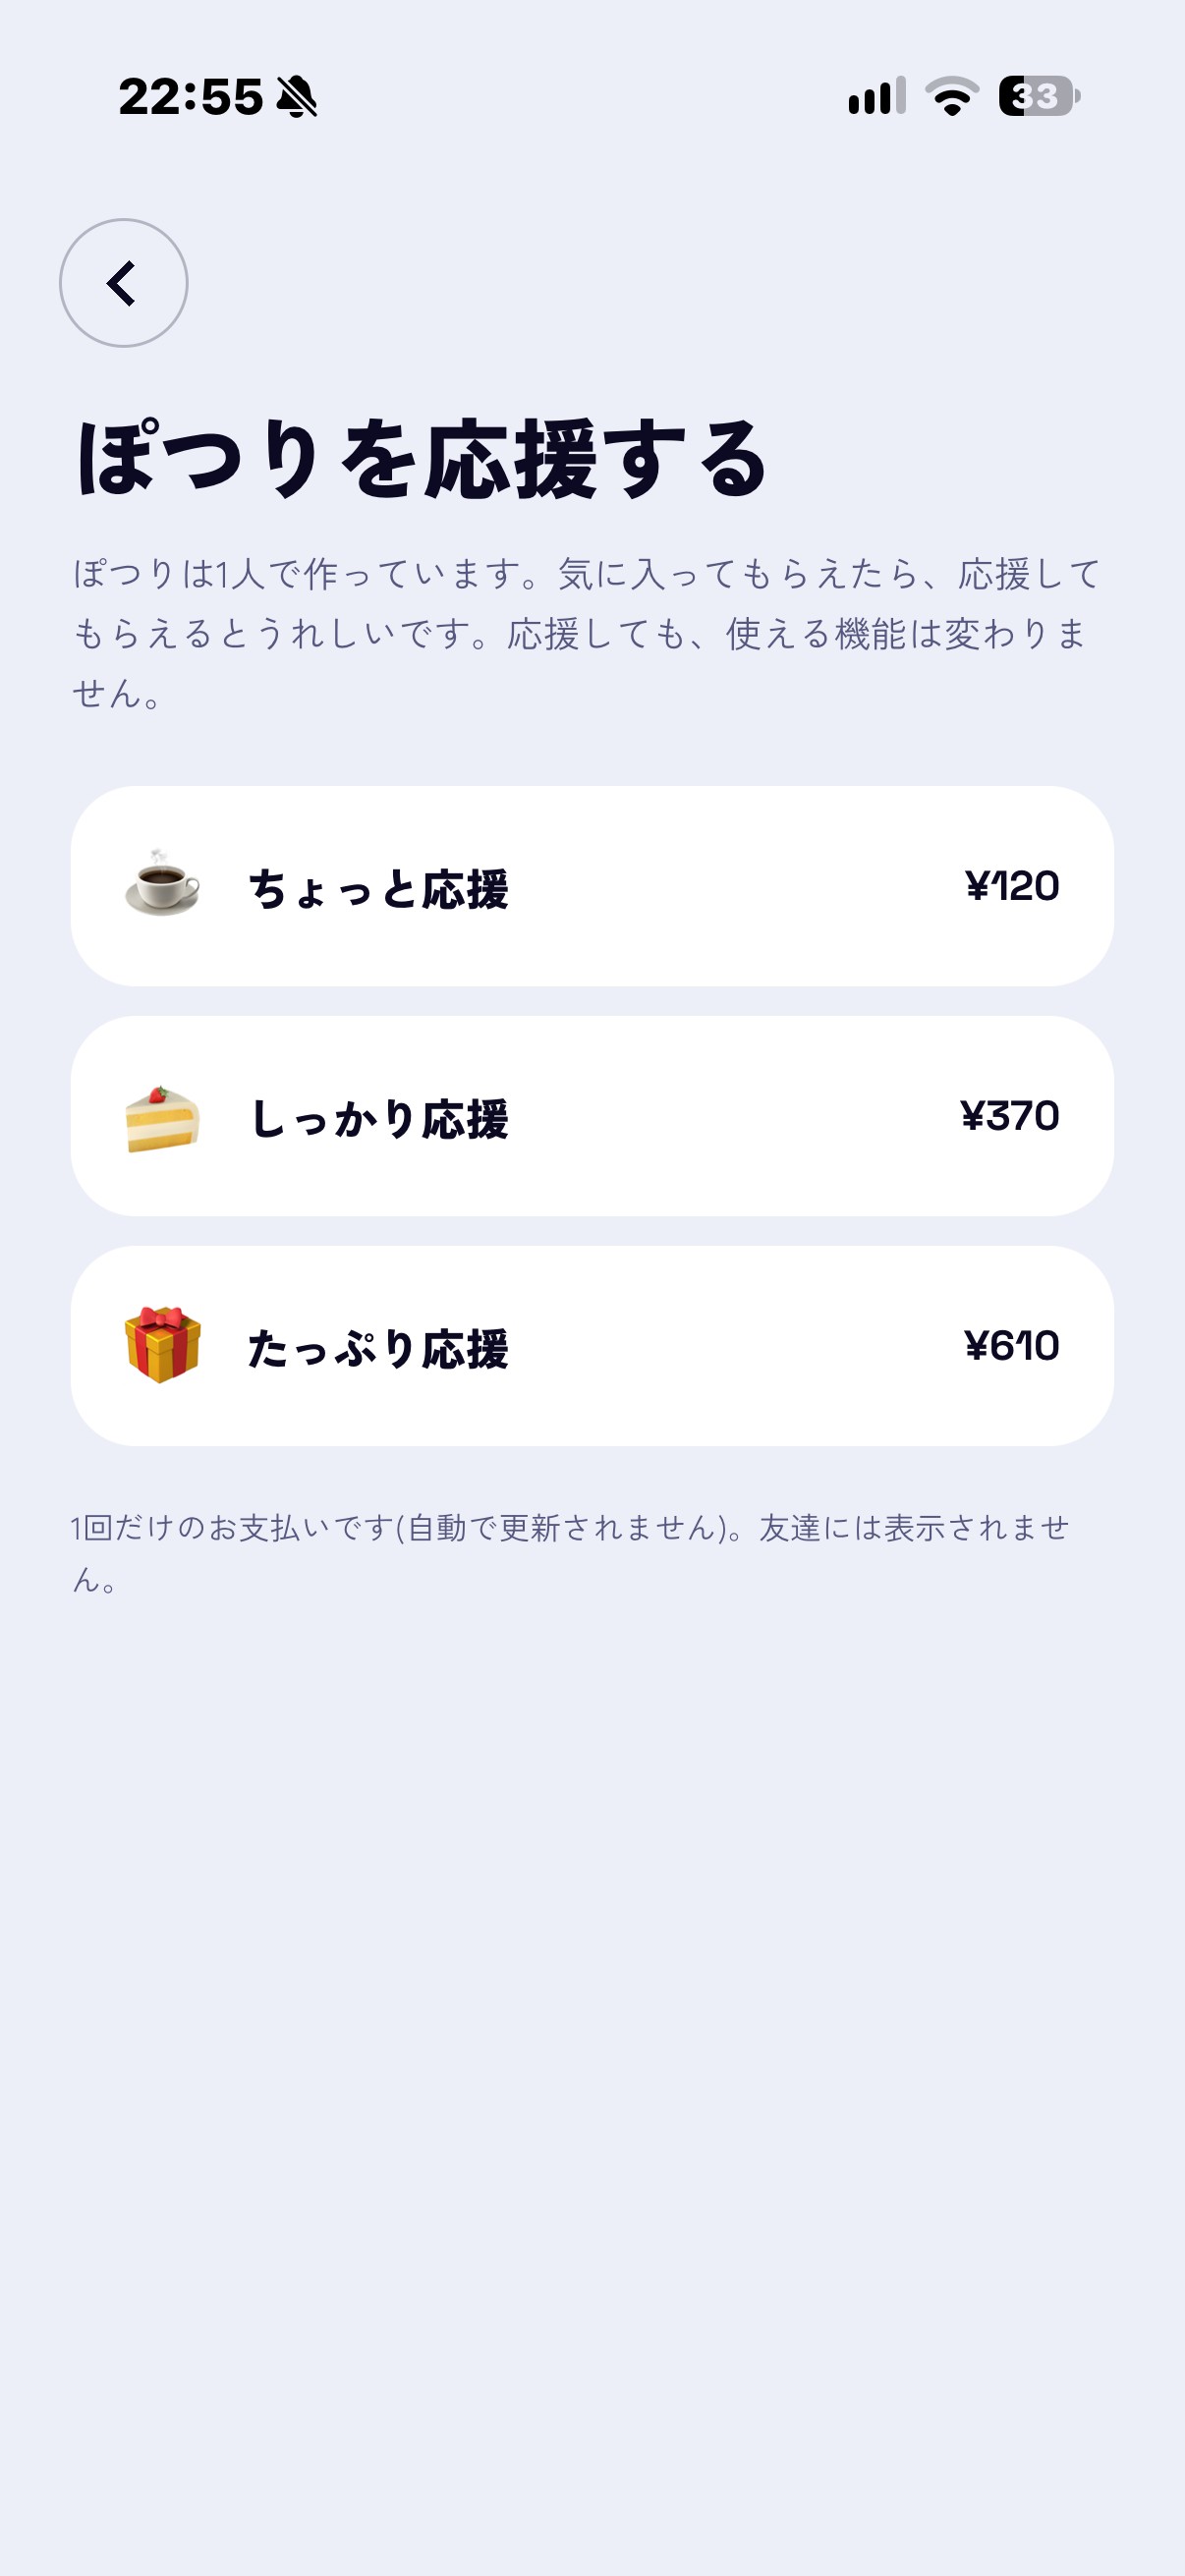 22:55
33
ぽつりを応援する
ぽつりは1人で作っています。気に入ってもらえたら、応援して
もらえるとうれしいです。応援しても、使える機能は変わりま
せん。
ちょっと応援 ¥120
しっかり応援 ¥370
たっぷり応援 ¥610
1回だけのお支払いです(自動で更新されません)。友達には表示されませ
ん。